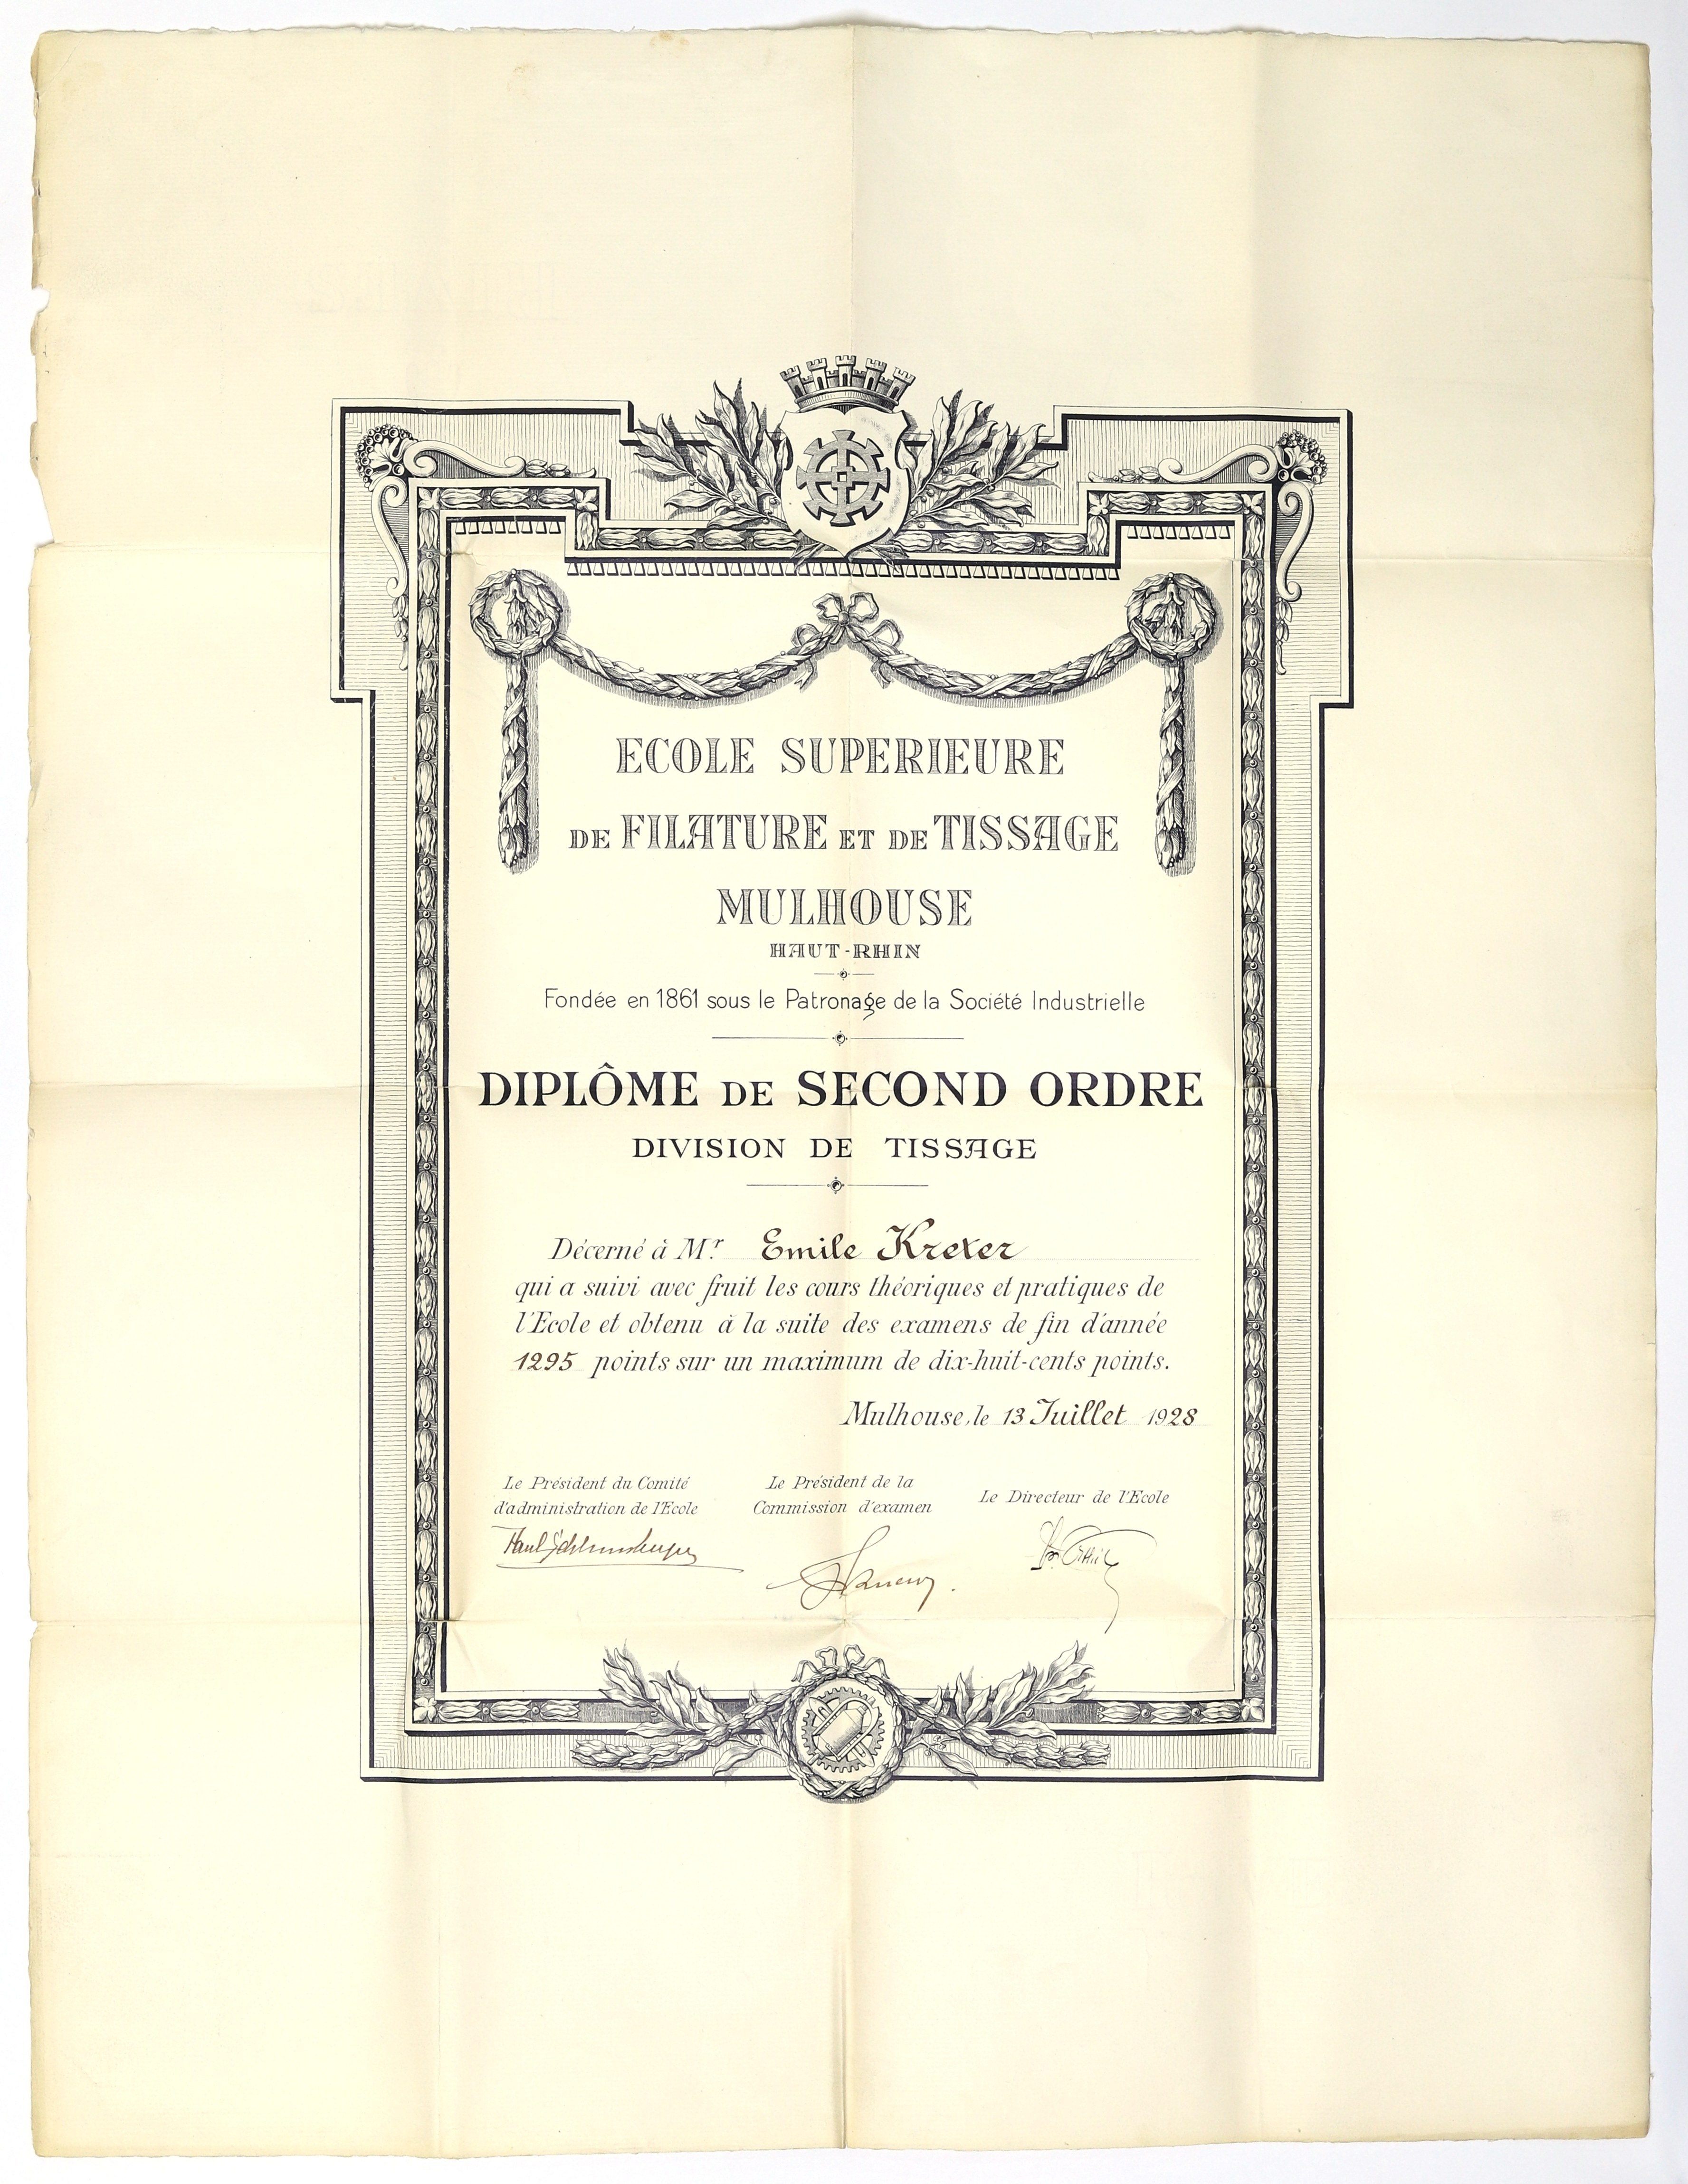 ECOLE SUPERIEURE
DE FILATURE ET DE TISSAGE
MULHOUSE
HAUT-RHIN
Fondée en 1861 sous le Patronage de la Société Industrielle
DIPLÔME DE SECOND ORDRE
DIVISION DE TISSAGE
Décerné à Mr Emile Krexer
qui a suivi avec fruit les cours théoriques et pratiques de
l'Ecole et obtenu à la suite des examens de fin d'année
1295 points sur un maximum de dix-huit-cents points.
Mulhouse, le 13 Juillet 1928
Le Président du Comité
d'administration de l'Ecole
Le Président de la
Commission d'examen
Le Directeur de l'Ecole
Paul Schlumberger